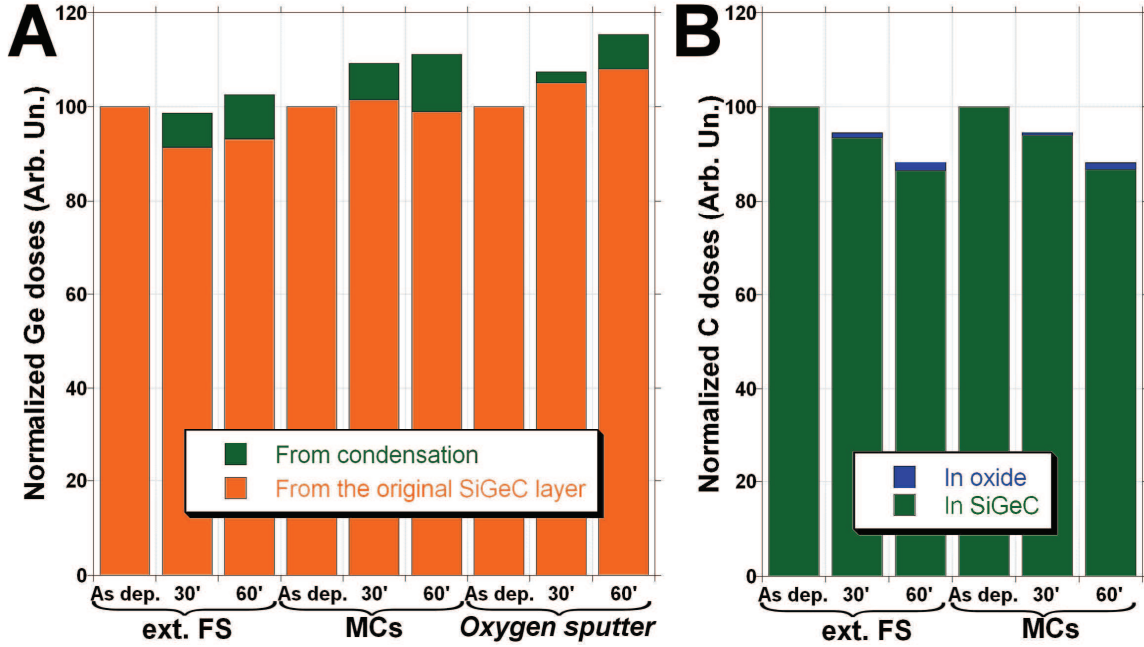 A
Normalized Ge doses (Arb. Un.)
120
100
80
60
40
20
0
From condensation
From the original SiGeC layer
As dep. 30' 60' As dep. 30' 60' As dep. 30' 60'
ext. FS MCs Oxygen sputter
B
Normalized C doses (Arb. Un.)
120
100
80
60
40
20
0
In oxide
In SiGeC
As dep. 30' 60' As dep. 30' 60'
ext. FS MCs